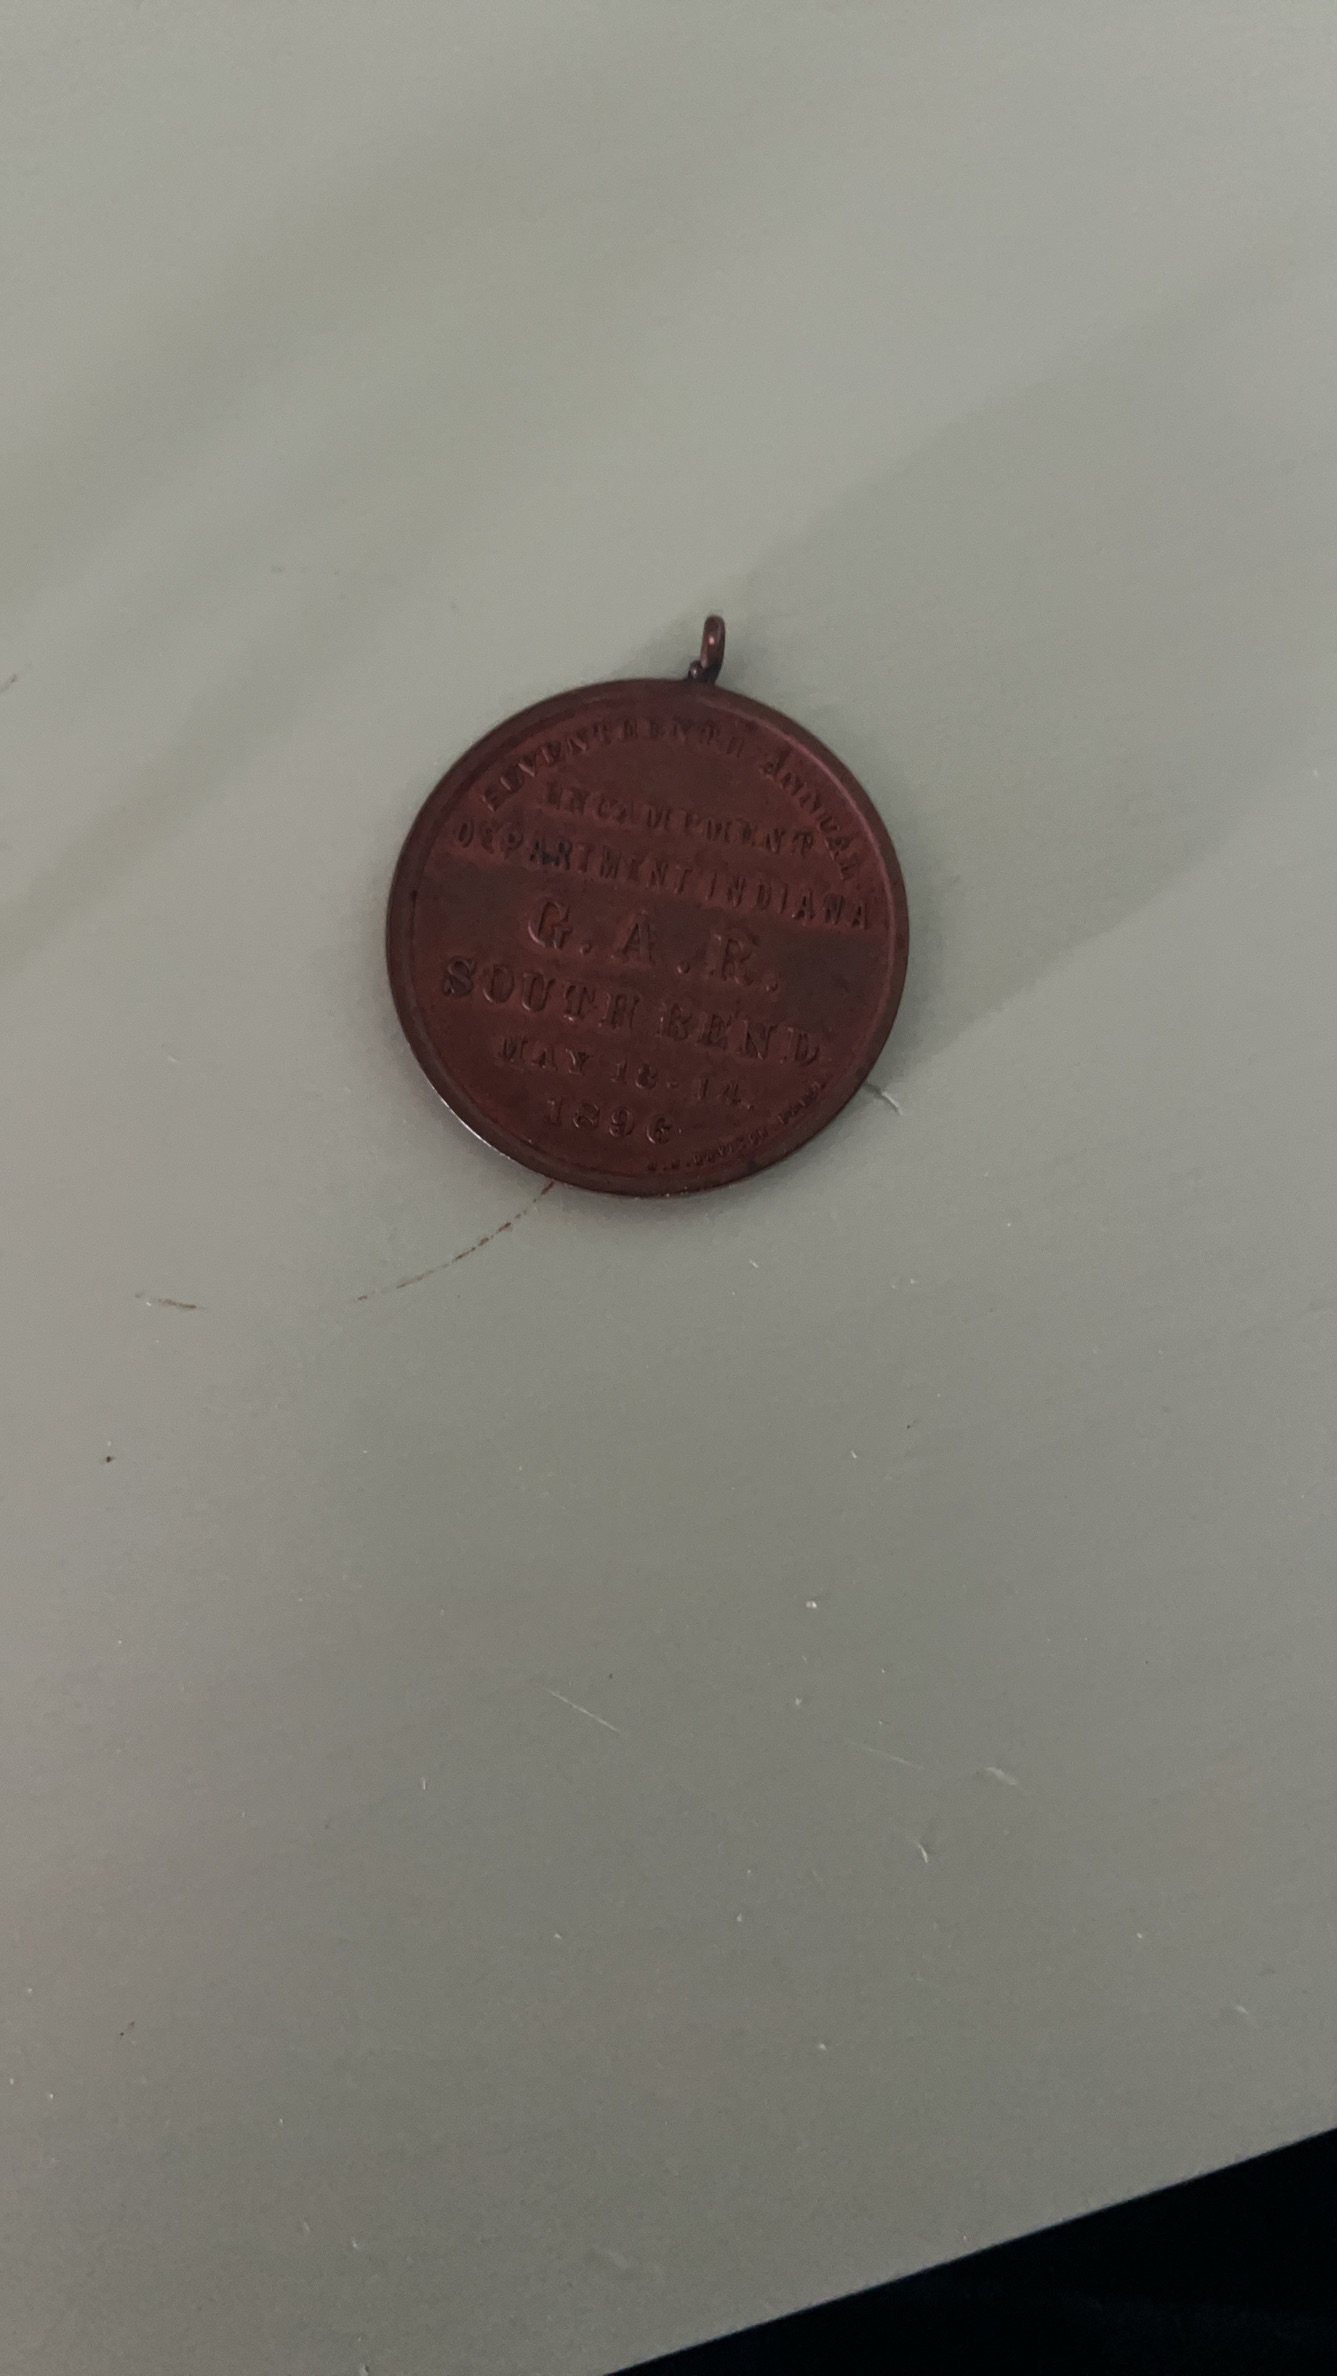 SEVENTEENTH ANNUAL
ENCAMPMENT
DEPARTMENT INDIANA
G.A.R.
SOUTH BEND
MAY 13-14.
1896